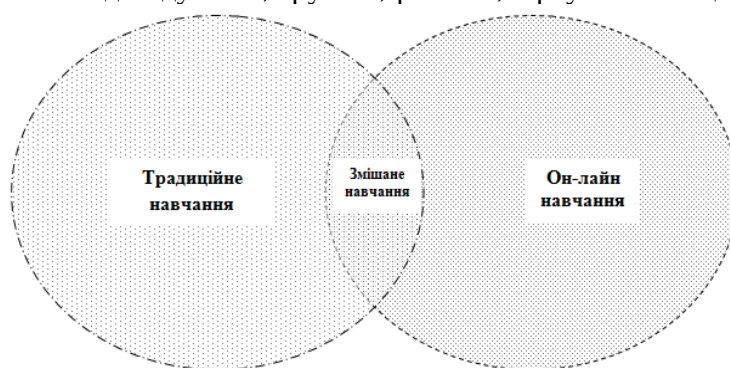 Традиційне
навчання
Змішане
навчання
Он-лайн
навчання